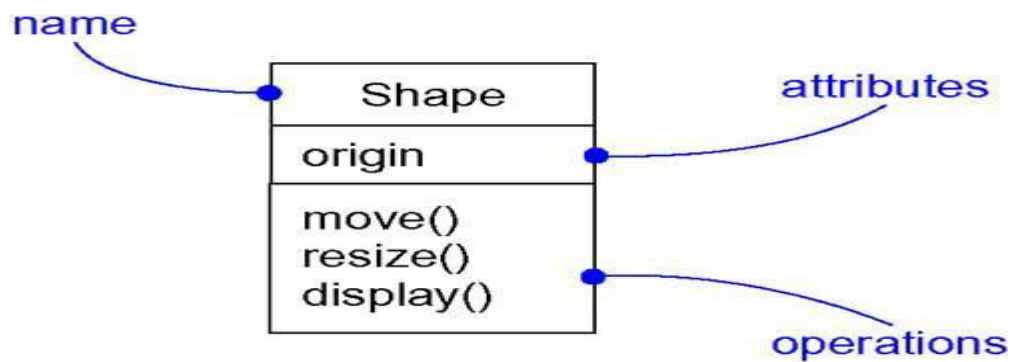 name
Shape
attributes
origin
move()
resize()
display()
operations